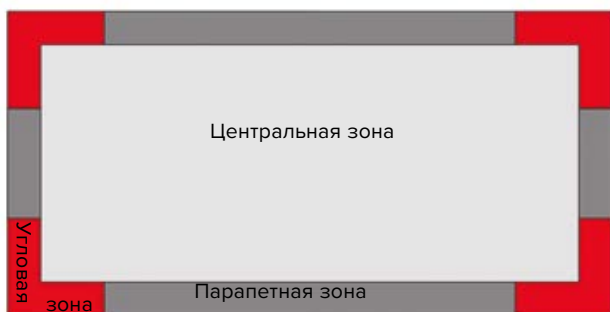 Центральная зона
Угловая
зона
Парапетная зона